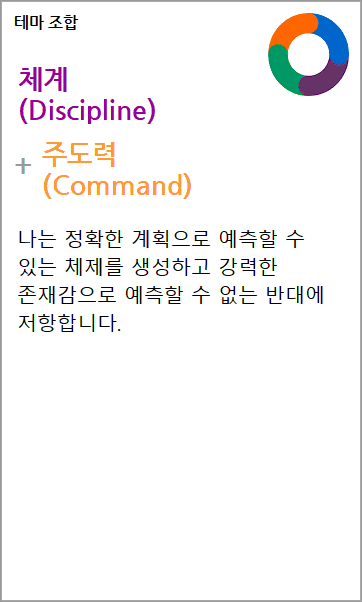 테마 조합
체계
(Discipline)
+ 주도력
(Command)
나는 정확한 계획으로 예측할 수
있는 체제를 생성하고 강력한
존재감으로 예측할 수 없는 반대에
저항합니다.